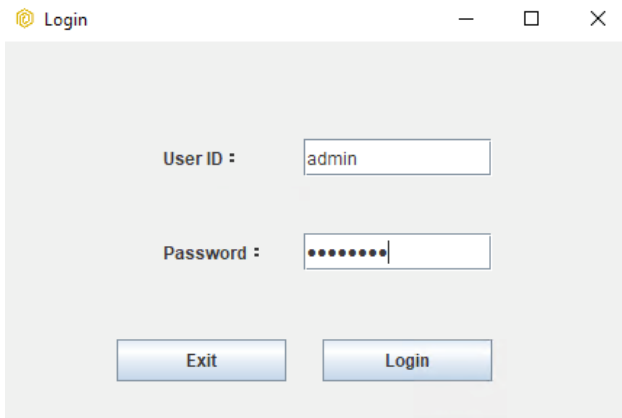 Login
User ID :
admin
Password :
••••••••
Exit
Login